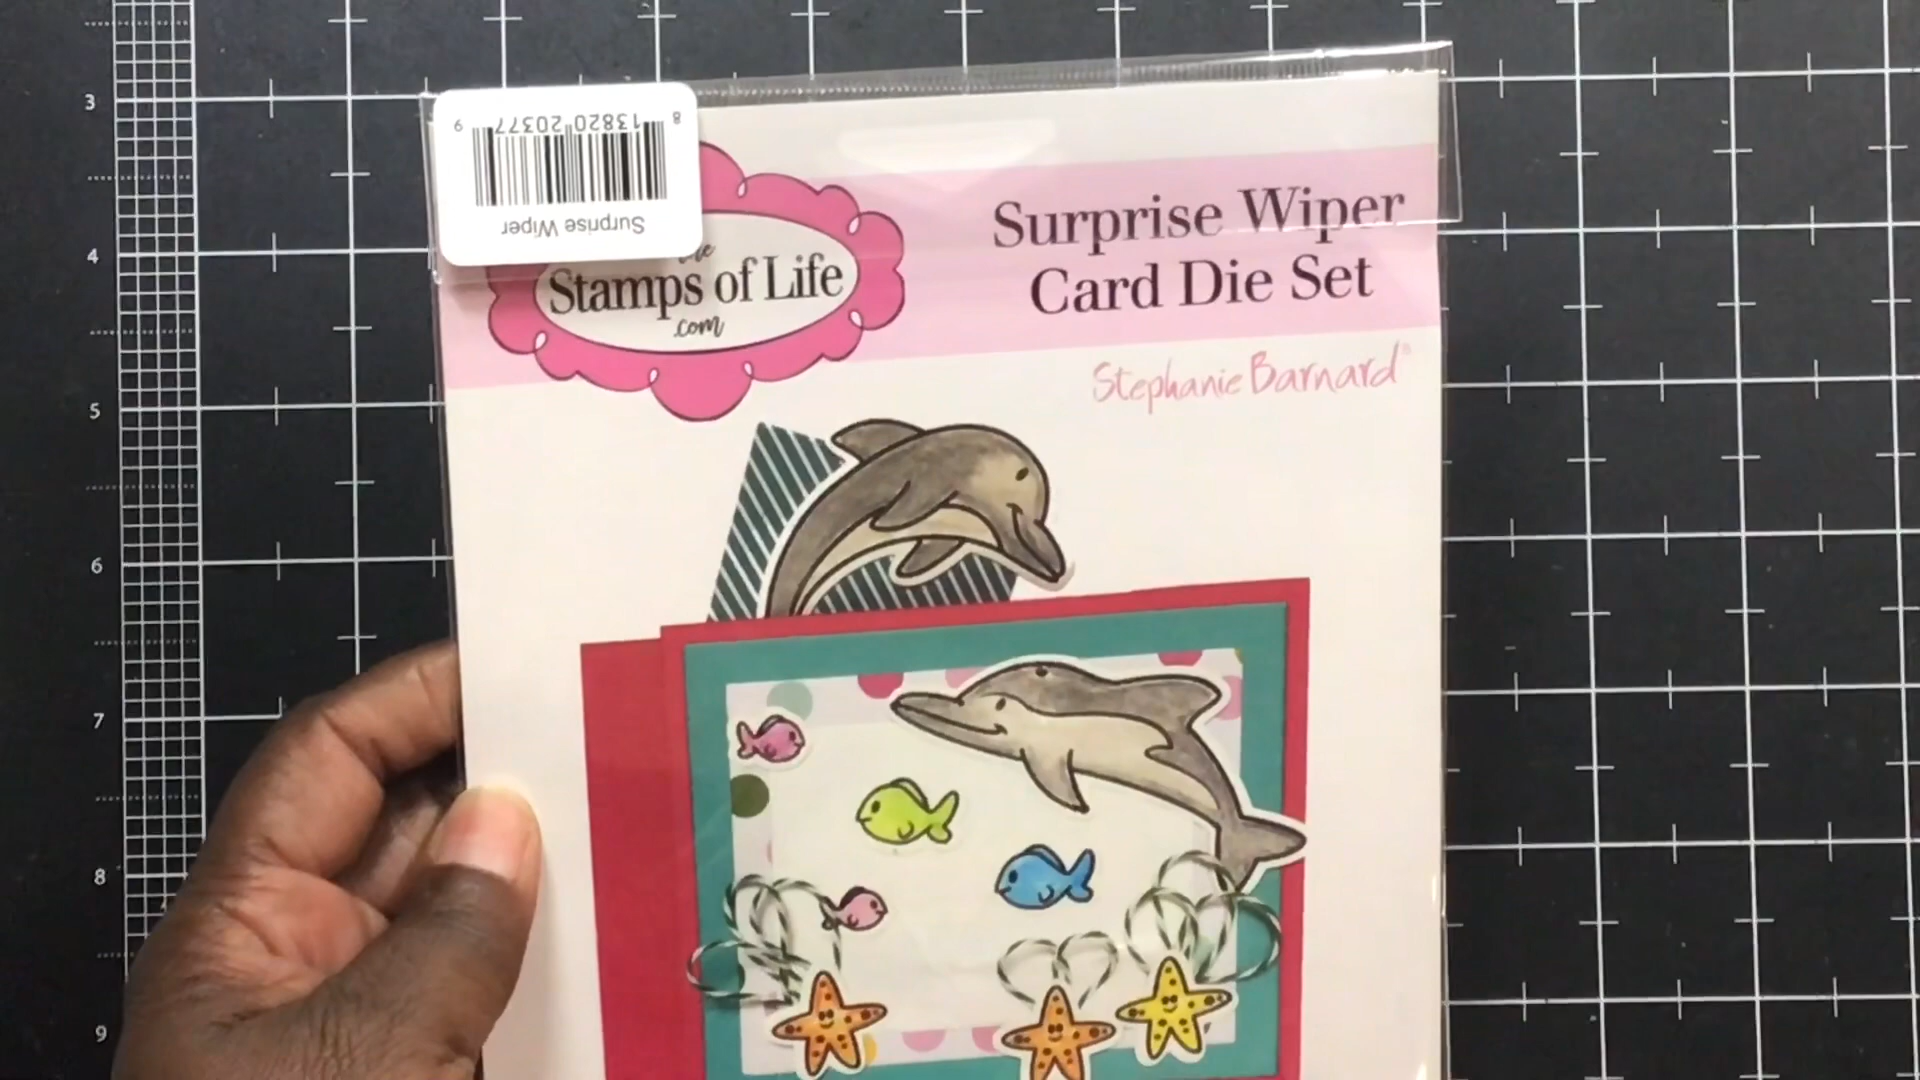 8 13820 20377 9
Surprise Wiper
the
Stamps of Life
.com
Surprise Wiper
Card Die Set
Stephanie Barnard
3
4
5
6
7
8
9